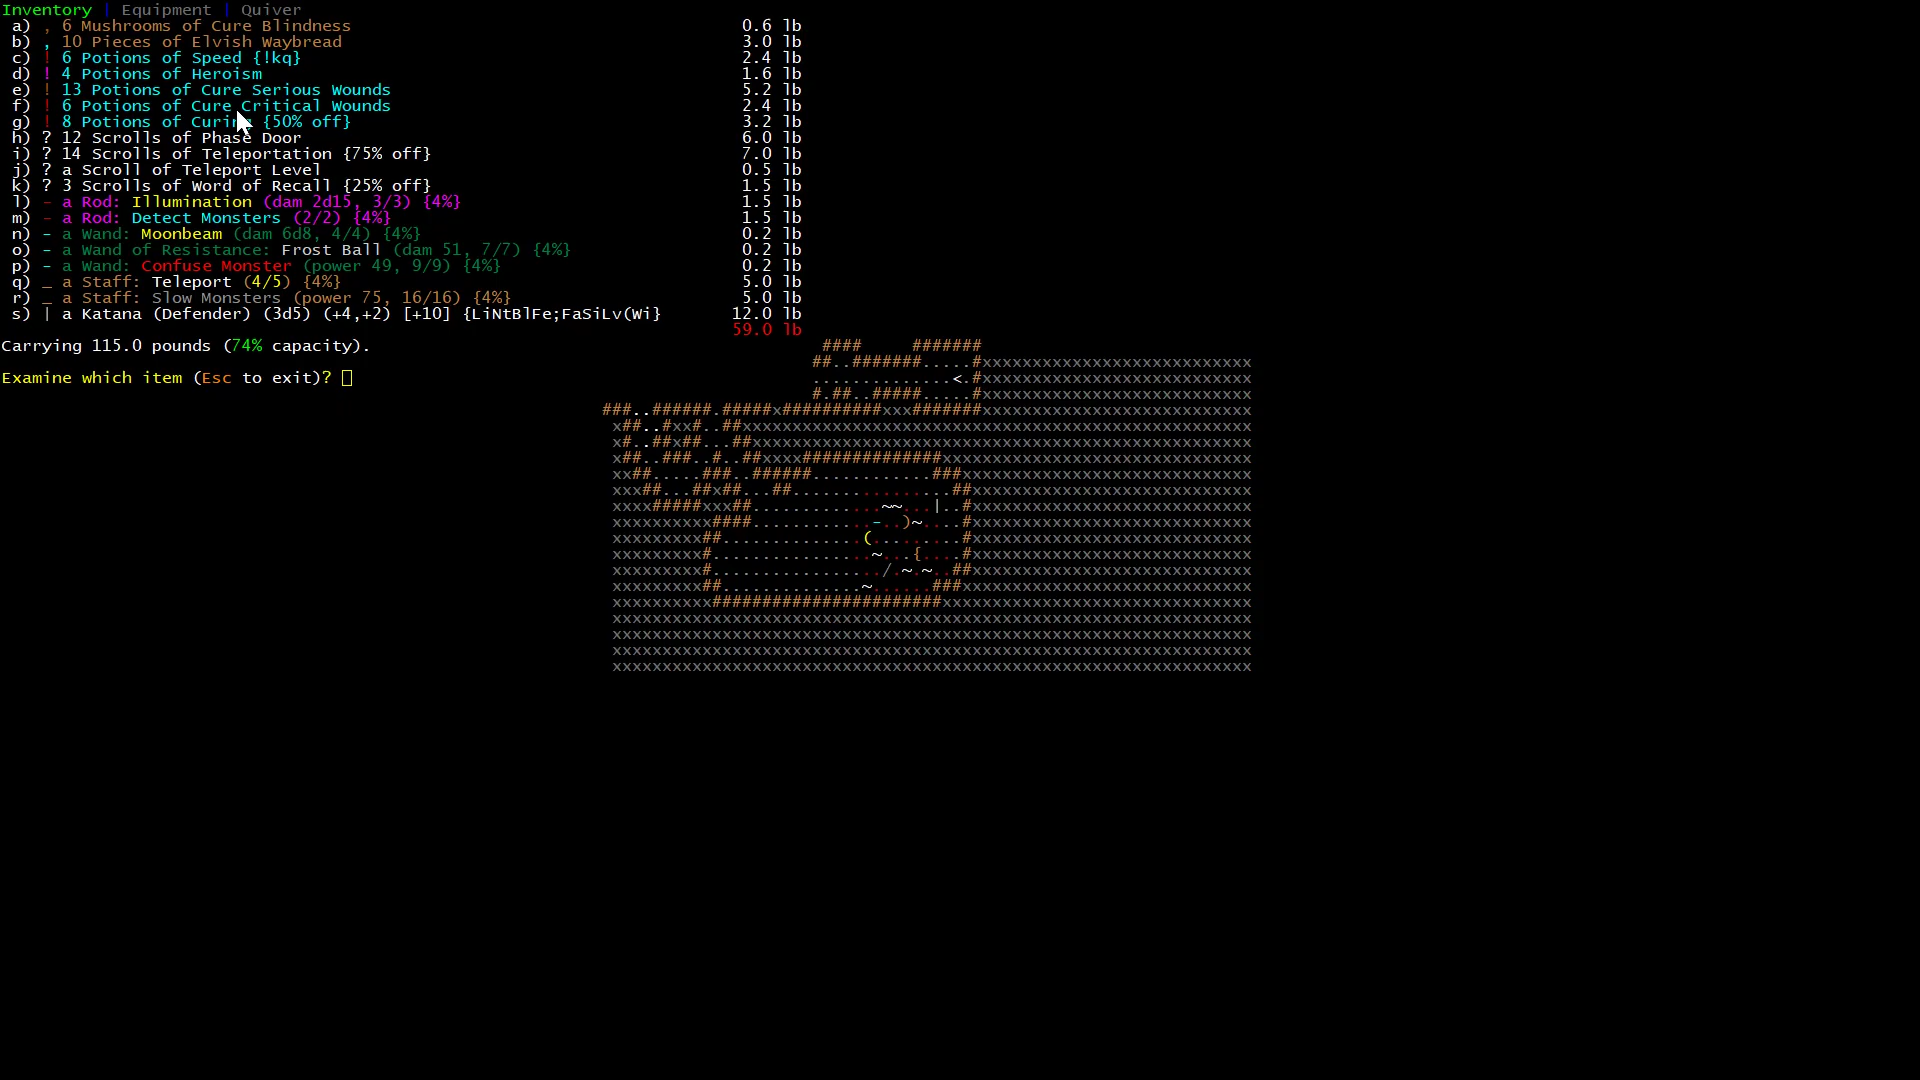 Inventory | Equipment | Quiver
a) , 6 Mushrooms of Cure Blindness 0.6 lb
b) , 10 Pieces of Elvish Waybread 3.0 lb
c) ! 6 Potions of Speed {!kq} 2.4 lb
d) ! 4 Potions of Heroism 1.6 lb
e) ! 13 Potions of Cure Serious Wounds 5.2 lb
f) ! 6 Potions of Cure Critical Wounds 2.4 lb
g) ! 8 Potions of Curing {50% off} 3.2 lb
h) ? 12 Scrolls of Phase Door 6.0 lb
i) ? 14 Scrolls of Teleportation {75% off} 7.0 lb
j) ? a Scroll of Teleport Level 0.5 lb
k) ? 3 Scrolls of Word of Recall {25% off} 1.5 lb
l) - a Rod: Illumination (dam 2d15, 3/3) {4%} 1.5 lb
m) - a Rod: Detect Monsters (2/2) {4%} 1.5 lb
n) - a Wand: Moonbeam (dam 6d8, 4/4) {4%} 0.2 lb
o) - a Wand of Resistance: Frost Ball (dam 51, 7/7) {4%} 0.2 lb
p) - a Wand: Confuse Monster (power 49, 9/9) {4%} 0.2 lb
q) _ a Staff: Teleport (4/5) {4%} 5.0 lb
r) _ a Staff: Slow Monsters (power 75, 16/16) {4%} 5.0 lb
s) | a Katana (Defender) (3d5) (+4,+2) [+10] {LiNtBlFe;FaSiLv(Wi} 12.0 lb
59.0 lb
Carrying 115.0 pounds (74% capacity).
Examine which item (Esc to exit)?